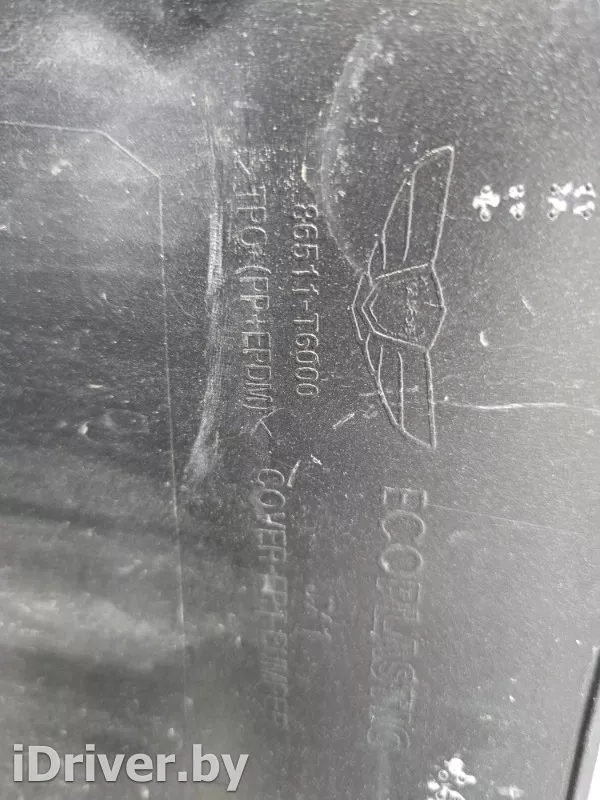 ECOPLASTIC
86511-T6000
>TPO (PP+EPDM)<
COVER-FRT BUMPER
iDriver.by